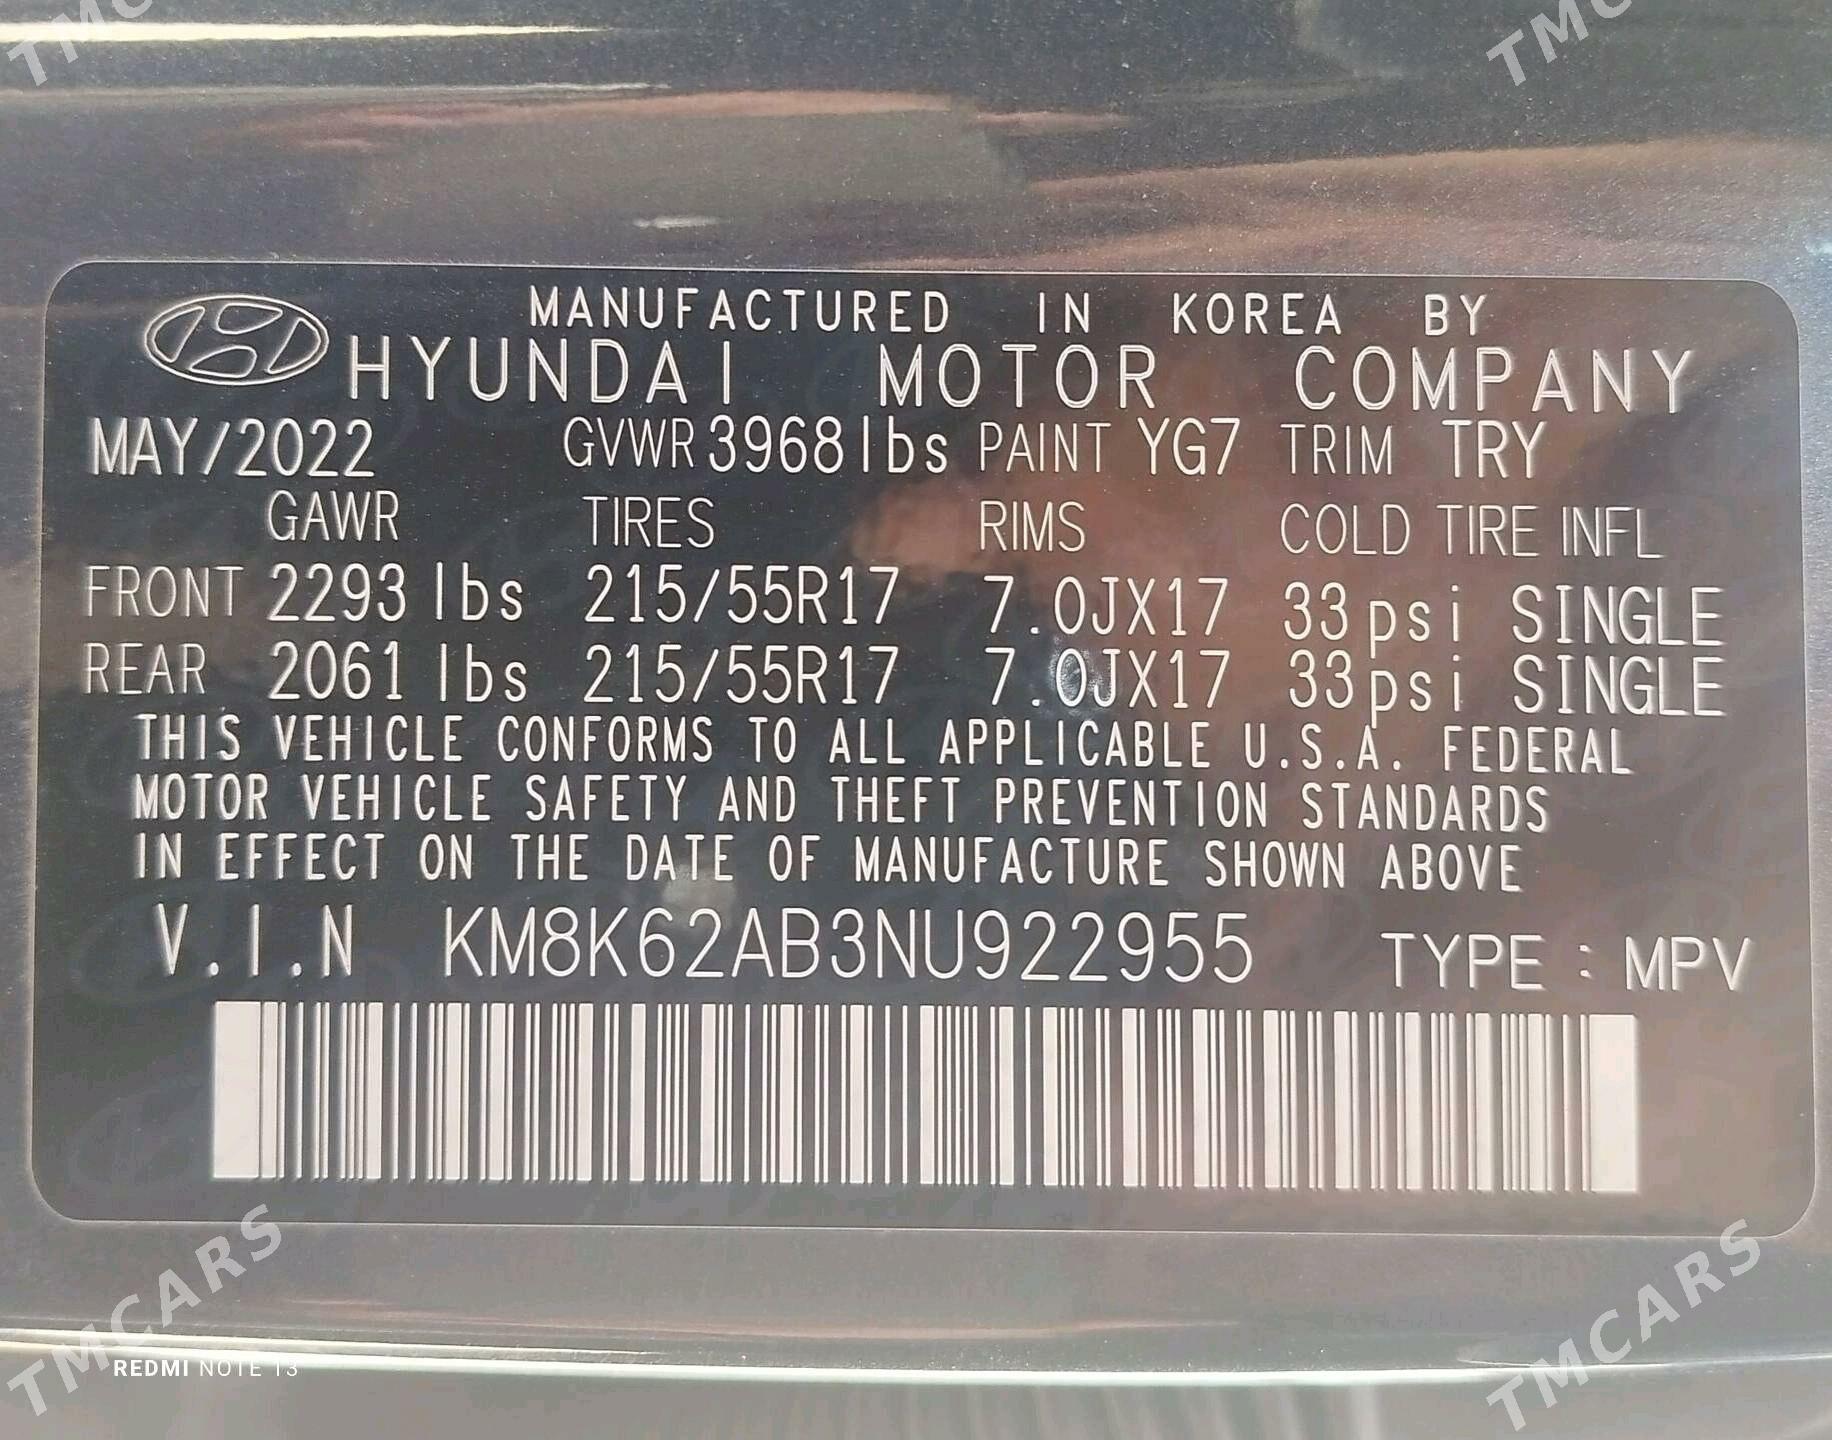 TMCARS
TMCARS
MANUFACTURED IN KOREA BY
HYUNDAI MOTOR COMPANY
MAY/2022 GVWR 3968lbs PAINT YG7 TRIM TRY
GAWR TIRES RIMS COLD TIRE INFL
FRONT 2293 lbs 215/55R17 7.0JX17 33psi SINGLE
REAR 2061 lbs 215/55R17 7.0JX17 33psi SINGLE
THIS VEHICLE CONFORMS TO ALL APPLICABLE U.S.A. FEDERAL
MOTOR VEHICLE SAFETY AND THEFT PREVENTION STANDARDS
IN EFFECT ON THE DATE OF MANUFACTURE SHOWN ABOVE
V.I.N KM8K62AB3NU922955 TYPE : MPV
TMCARS
TMCARS
REDMI NOTE 13